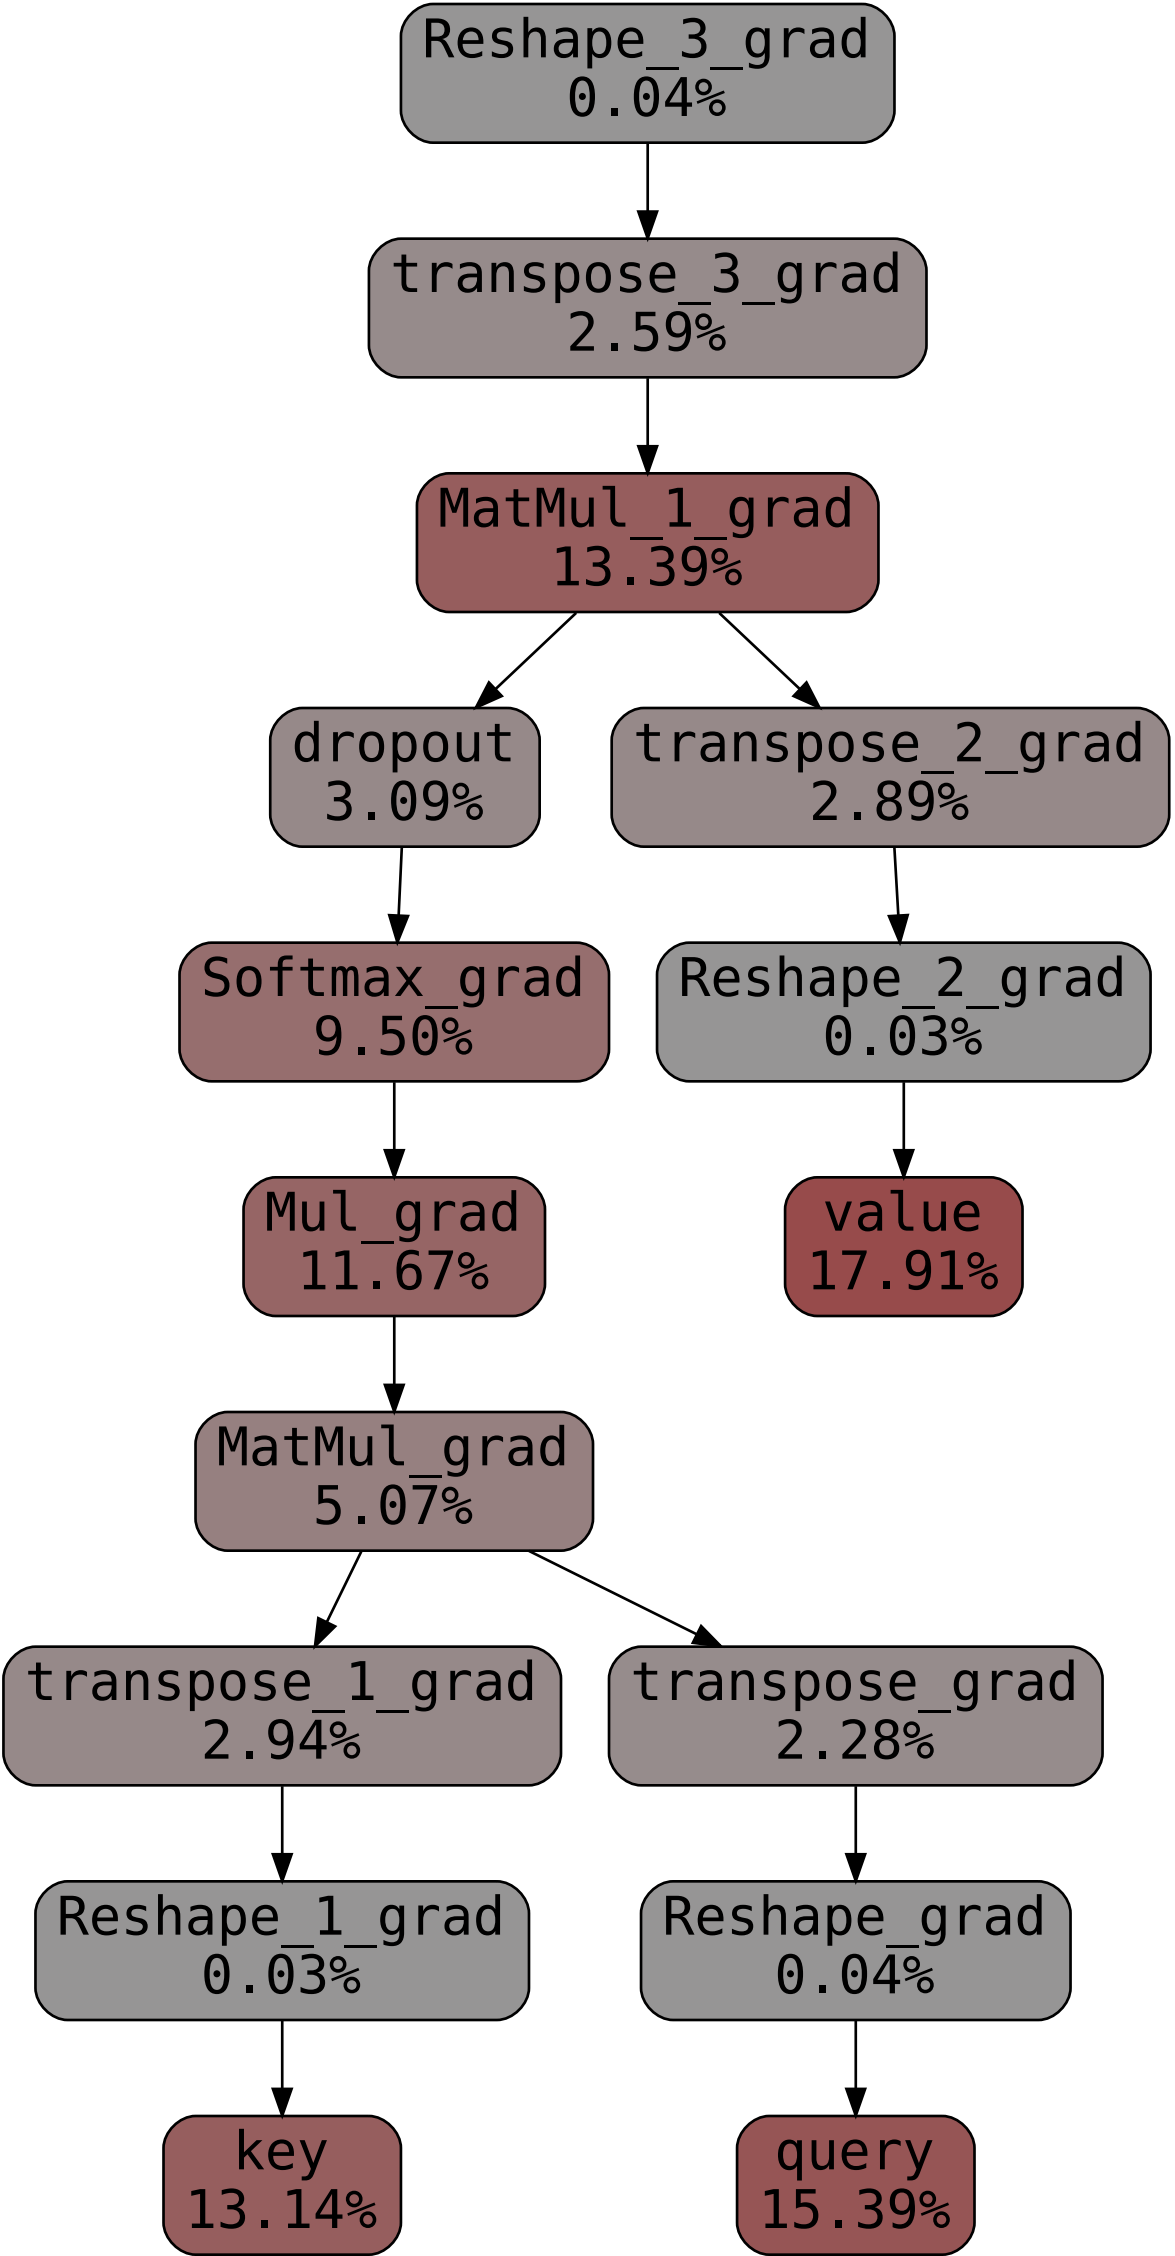 Reshape_3_grad
0.04%
transpose_3_grad
2.59%
MatMul_1_grad
13.39%
dropout
3.09%
transpose_2_grad
2.89%
Softmax_grad
9.50%
Reshape_2_grad
0.03%
Mul_grad
11.67%
value
17.91%
MatMul_grad
5.07%
transpose_1_grad
2.94%
transpose_grad
2.28%
Reshape_1_grad
0.03%
Reshape_grad
0.04%
key
13.14%
query
15.39%